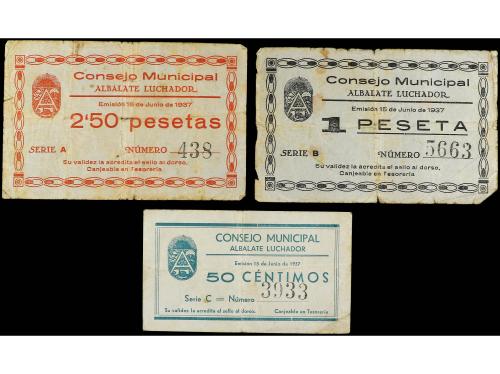 Consejo Municipal
ALBALATE LUCHADOR
Emisión 15 de Junio de 1937
2'50 pesetas
SERIE A NÚMERO 438
Su validez la acredita el sello al dorso.
Canjeable en Tesorería
Consejo Municipal
ALBALATE LUCHADOR
Emisión 15 de Junio de 1937
1 PESETA
SERIE B NÚMERO 5663
Su validez la acredita el sello al dorso.
Canjeable en Tesorería
CONSEJO MUNICIPAL
ALBALATE LUCHADOR
Emisión 15 de Junio de 1937
50 CÉNTIMOS
Serie C — Número 3933
Su validez la acredita el sello al dorso. Canjeable en Tesorería